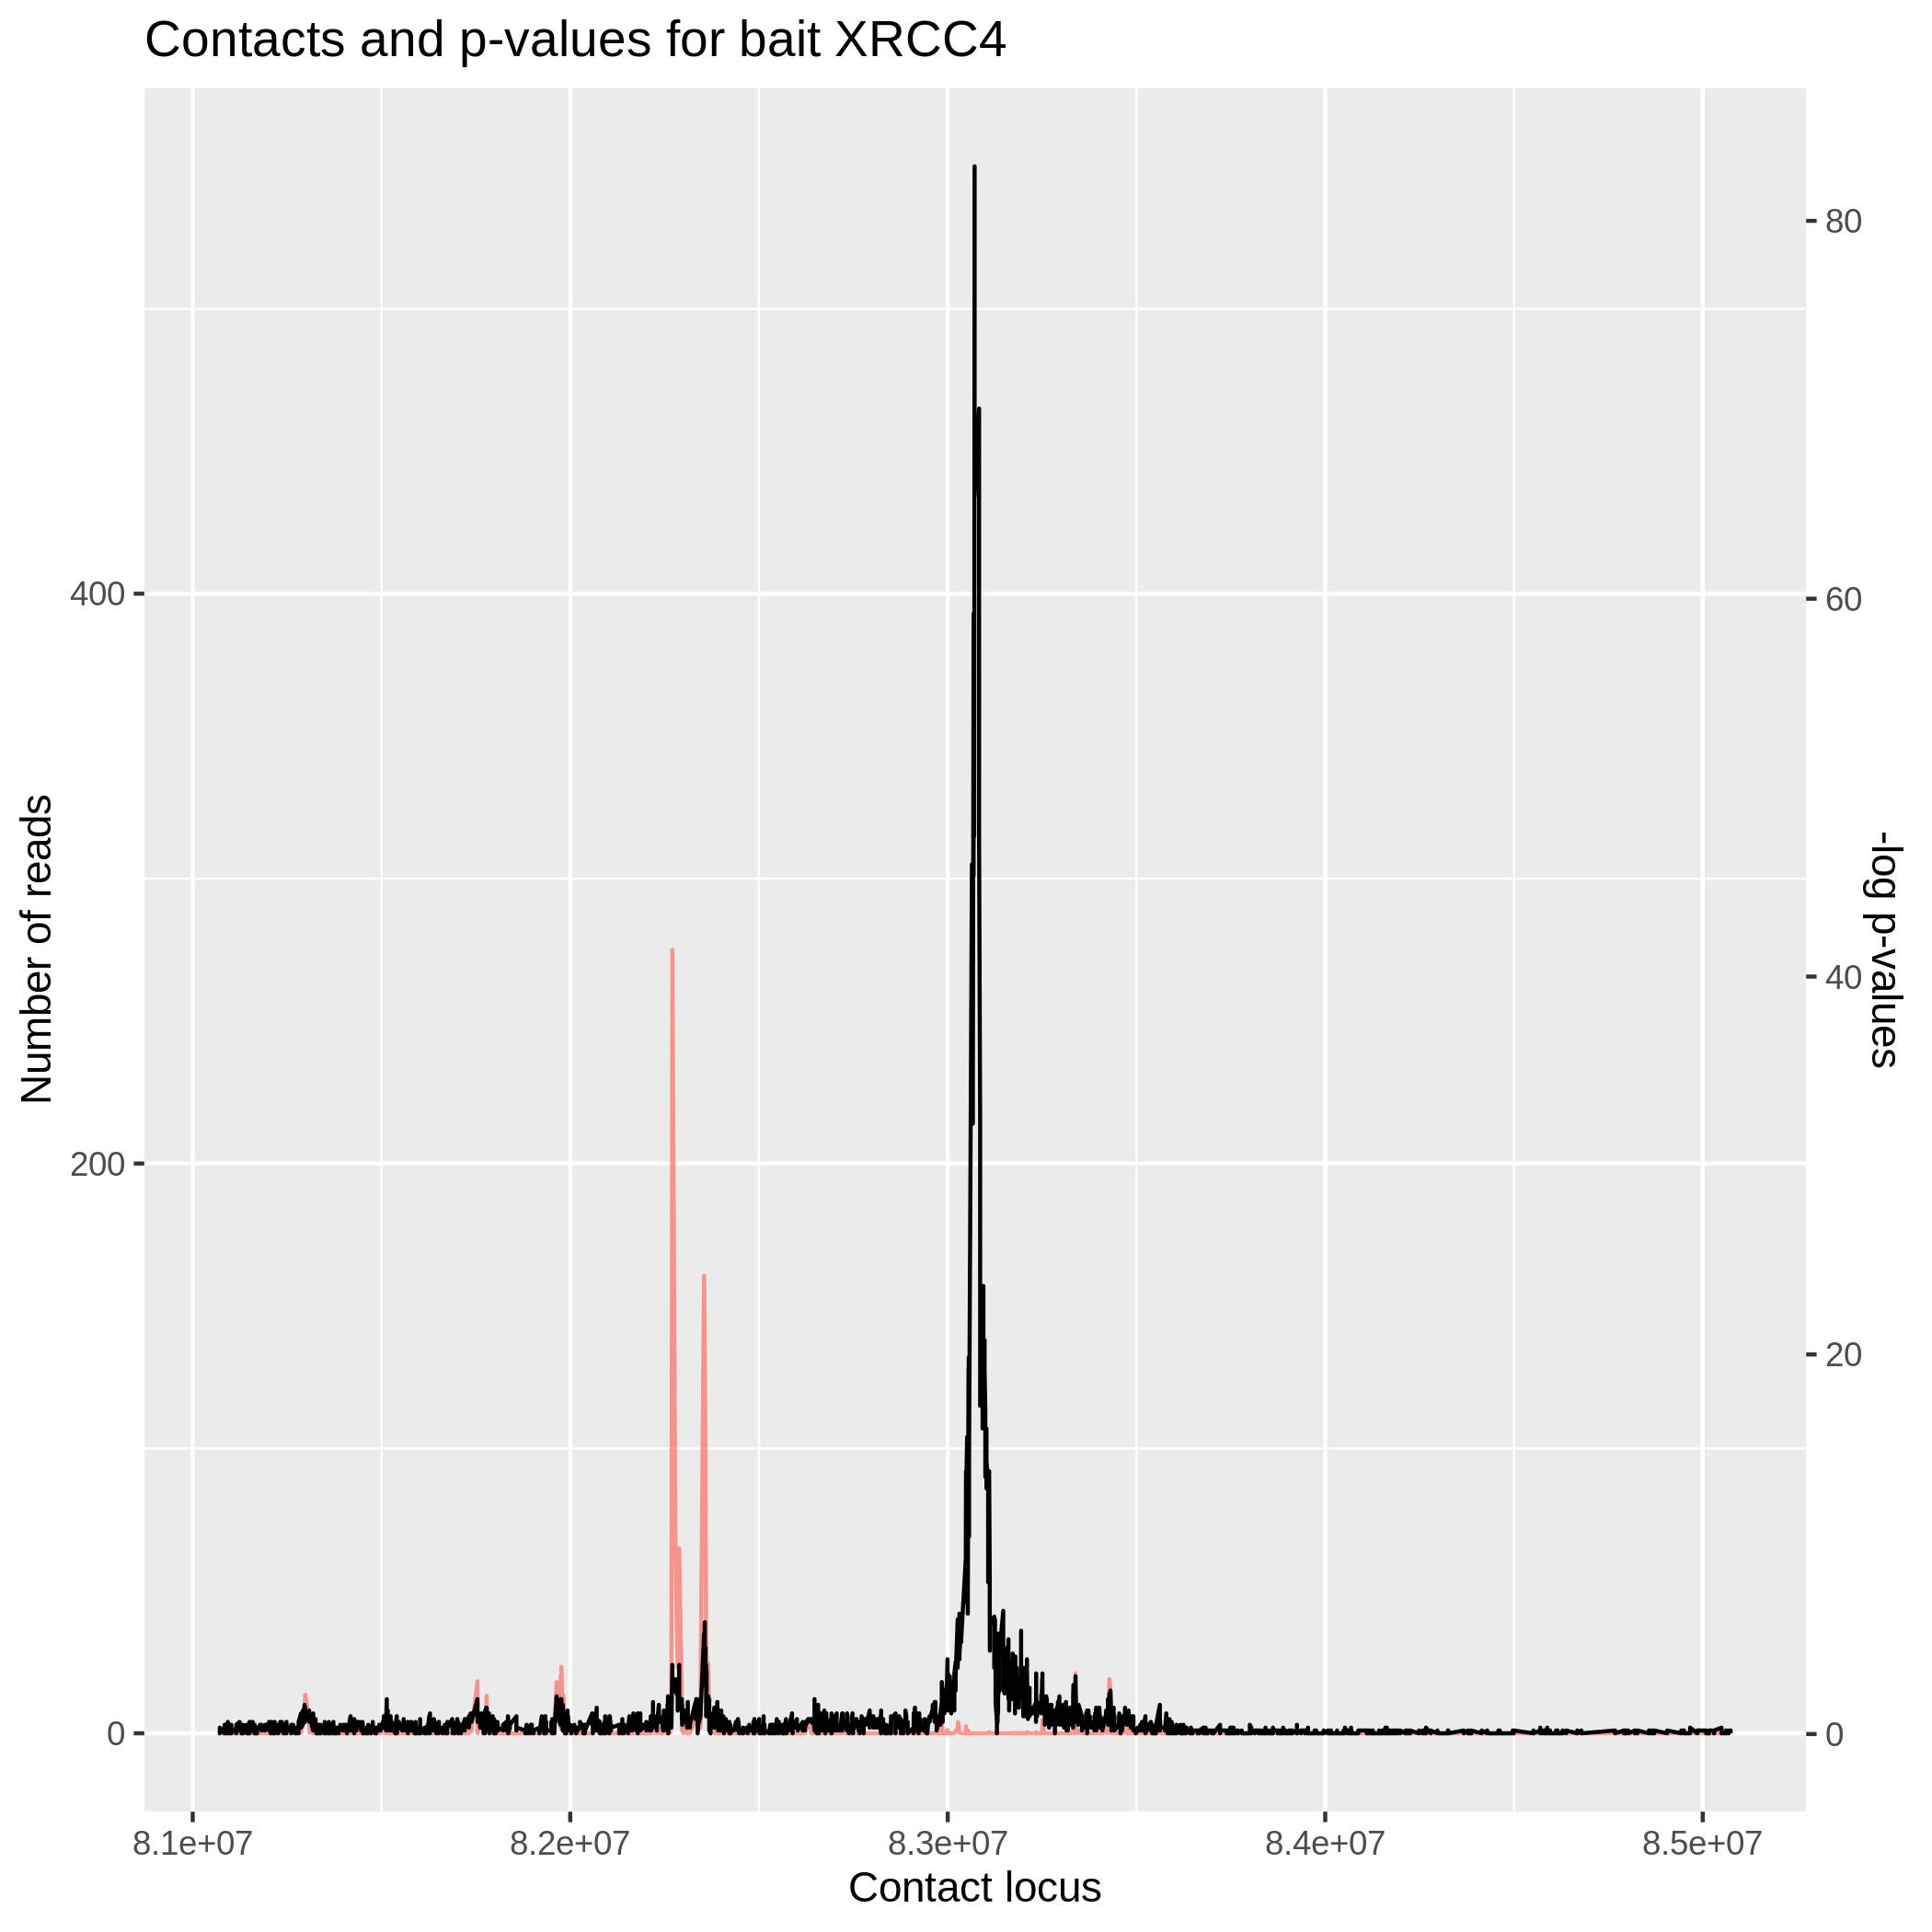 Contacts and p-values for bait XRCC4
Number of reads
400
200
0
80
60
40
20
0
-log p-values
8.1e+07
8.2e+07
8.3e+07
8.4e+07
8.5e+07
Contact locus